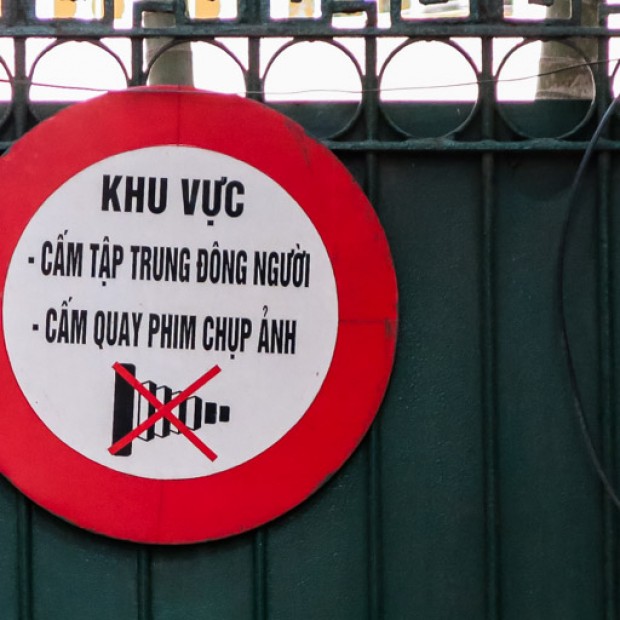 KHU VỰC
- CẤM TẬP TRUNG ĐÔNG NGƯỜI
- CẤM QUAY PHIM CHỤP ẢNH